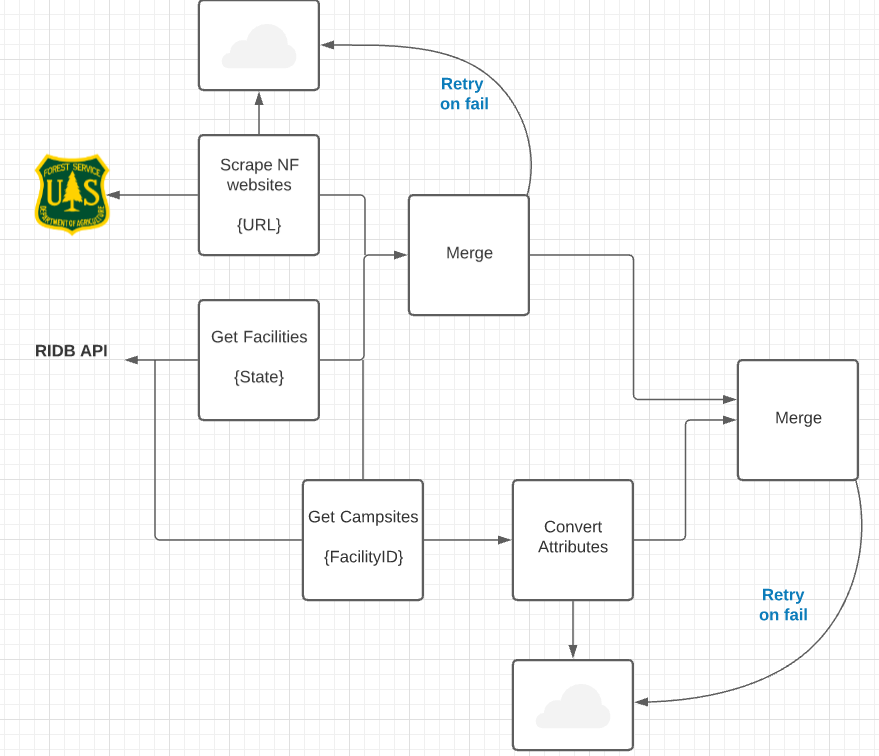 Retry
on fail
Scrape NF
websites
{URL}
FOREST SERVICE
UAS
DEPARTMENT OF AGRICULTURE
Merge
Get Facilities
{State}
RIDB API
Merge
Get Campsites
{FacilityID}
Convert
Attributes
Retry
on fail